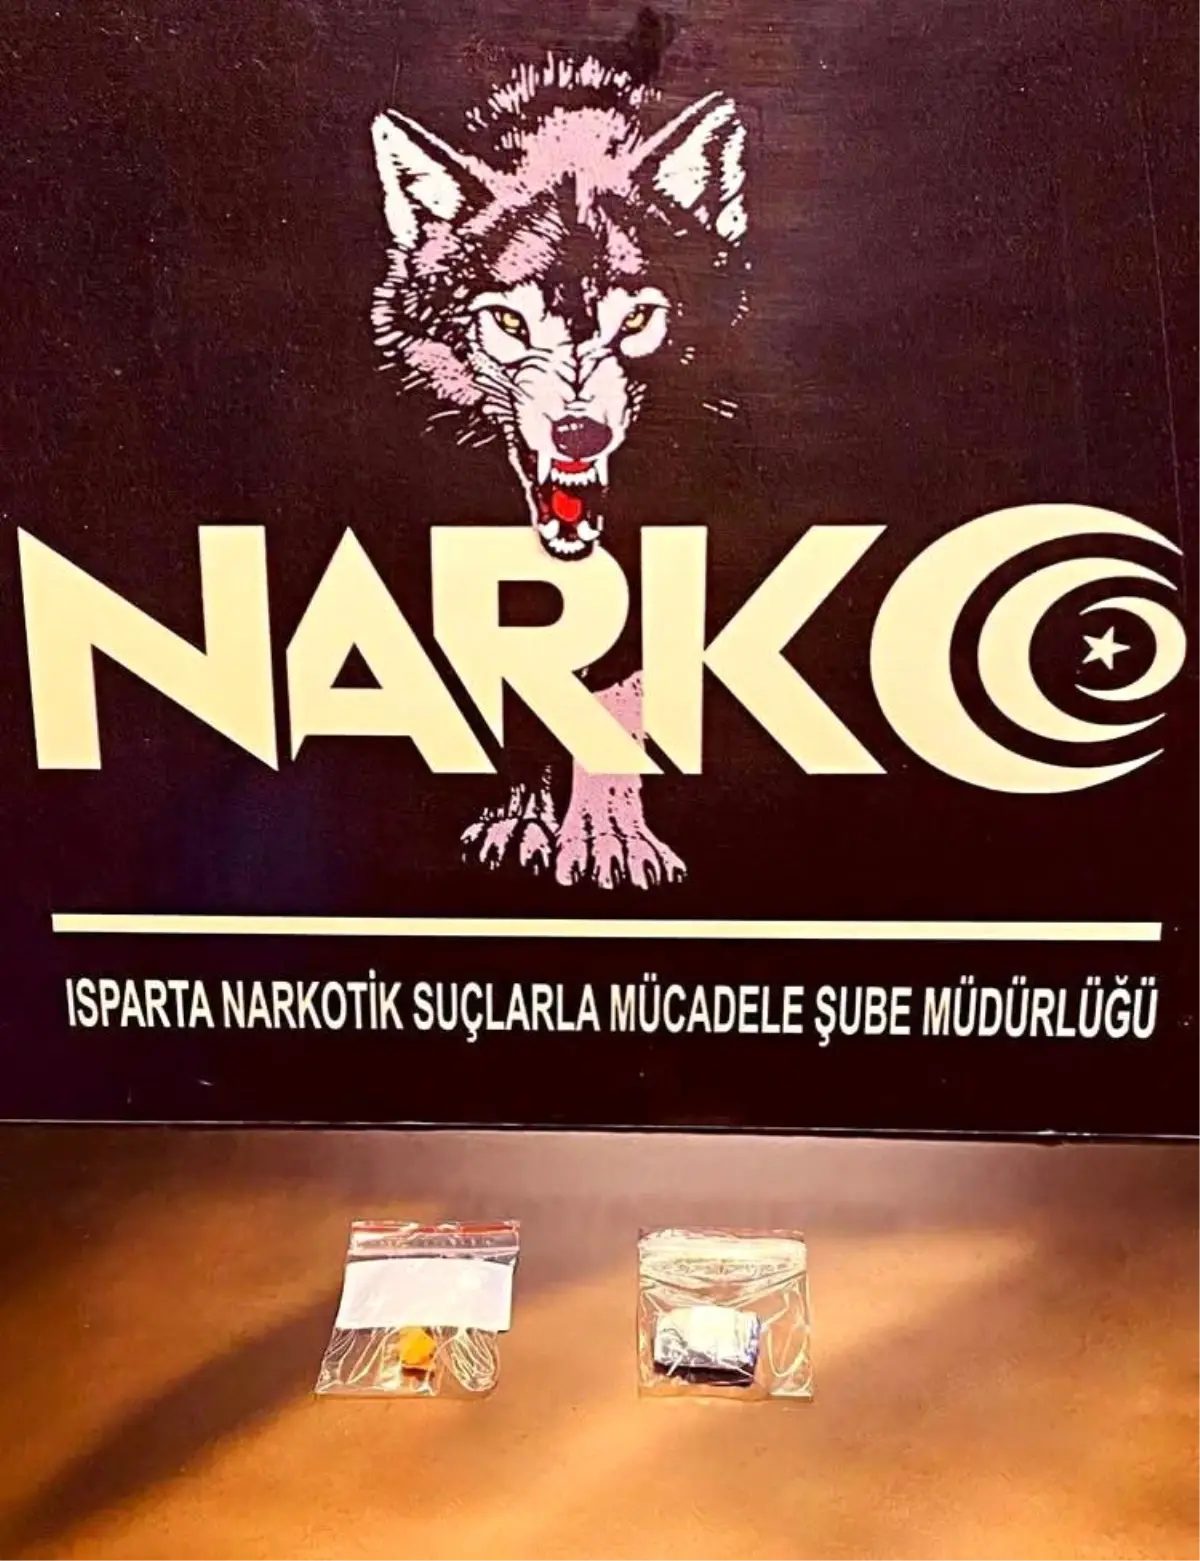 NARKO
ISPARTA NARKOTİK SUÇLARLA MÜCADELE ŞUBE MÜDÜRLÜĞÜ